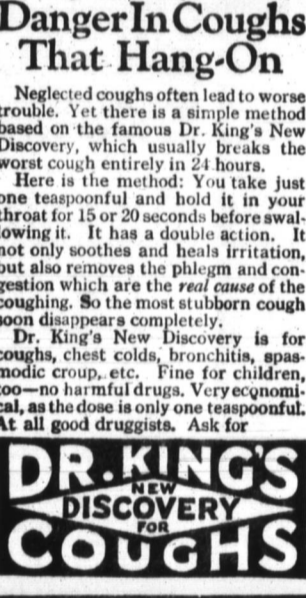 Danger In Coughs
That Hang-On
Neglected coughs often lead to worse
trouble. Yet there is a simple method
based on the famous Dr. King's New
Discovery, which usually breaks the
worst cough entirely in 24 hours.
Here is the method: You take just
one teaspoonful and hold it in your
throat for 15 or 20 seconds before swal-
lowing it. It has a double action. It
not only soothes and heals irritation,
but also removes the phlegm and con-
gestion which are the real cause of the
coughing. So the most stubborn cough
soon disappears completely.
Dr. King's New Discovery is for
coughs, chest colds, bronchitis, spas-
modic croup, etc. Fine for children,
too—no harmful drugs. Very economi-
cal, as the dose is only one teaspoonful.
At all good druggists. Ask for
DR. KING'S
NEW
DISCOVERY
FOR
COUGHS